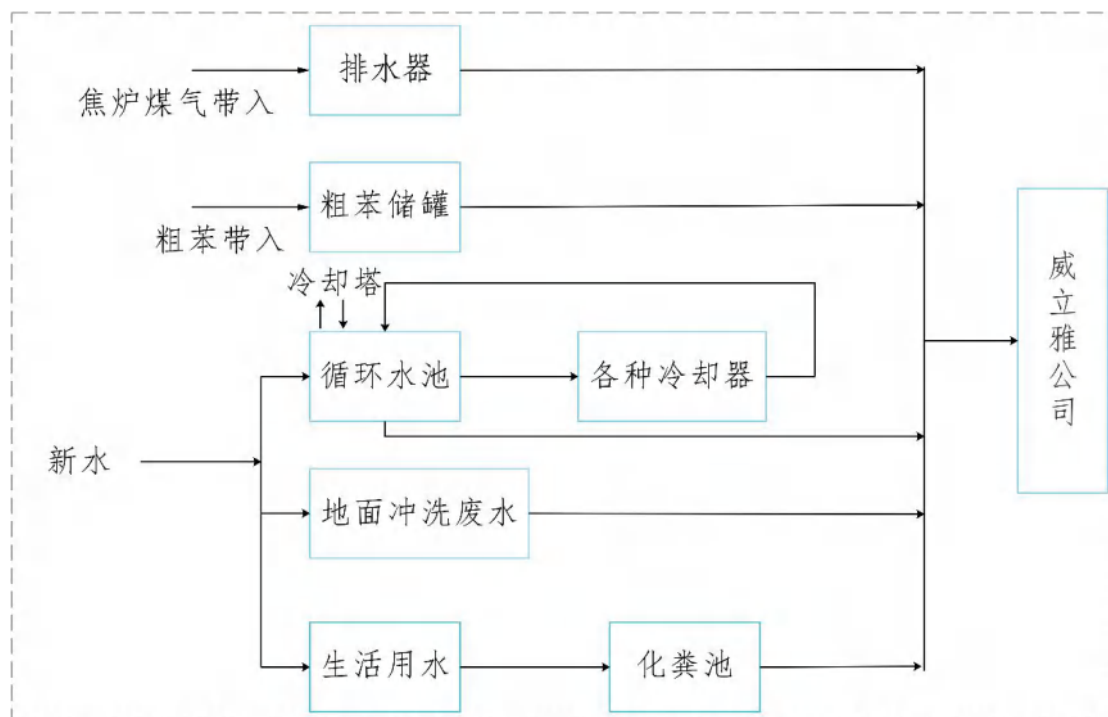 排水器
焦炉煤气带入
粗苯储罐
粗苯带入
冷却塔
循环水池
各种冷却器
威立雅公司
新水
地面冲洗废水
生活用水
化粪池